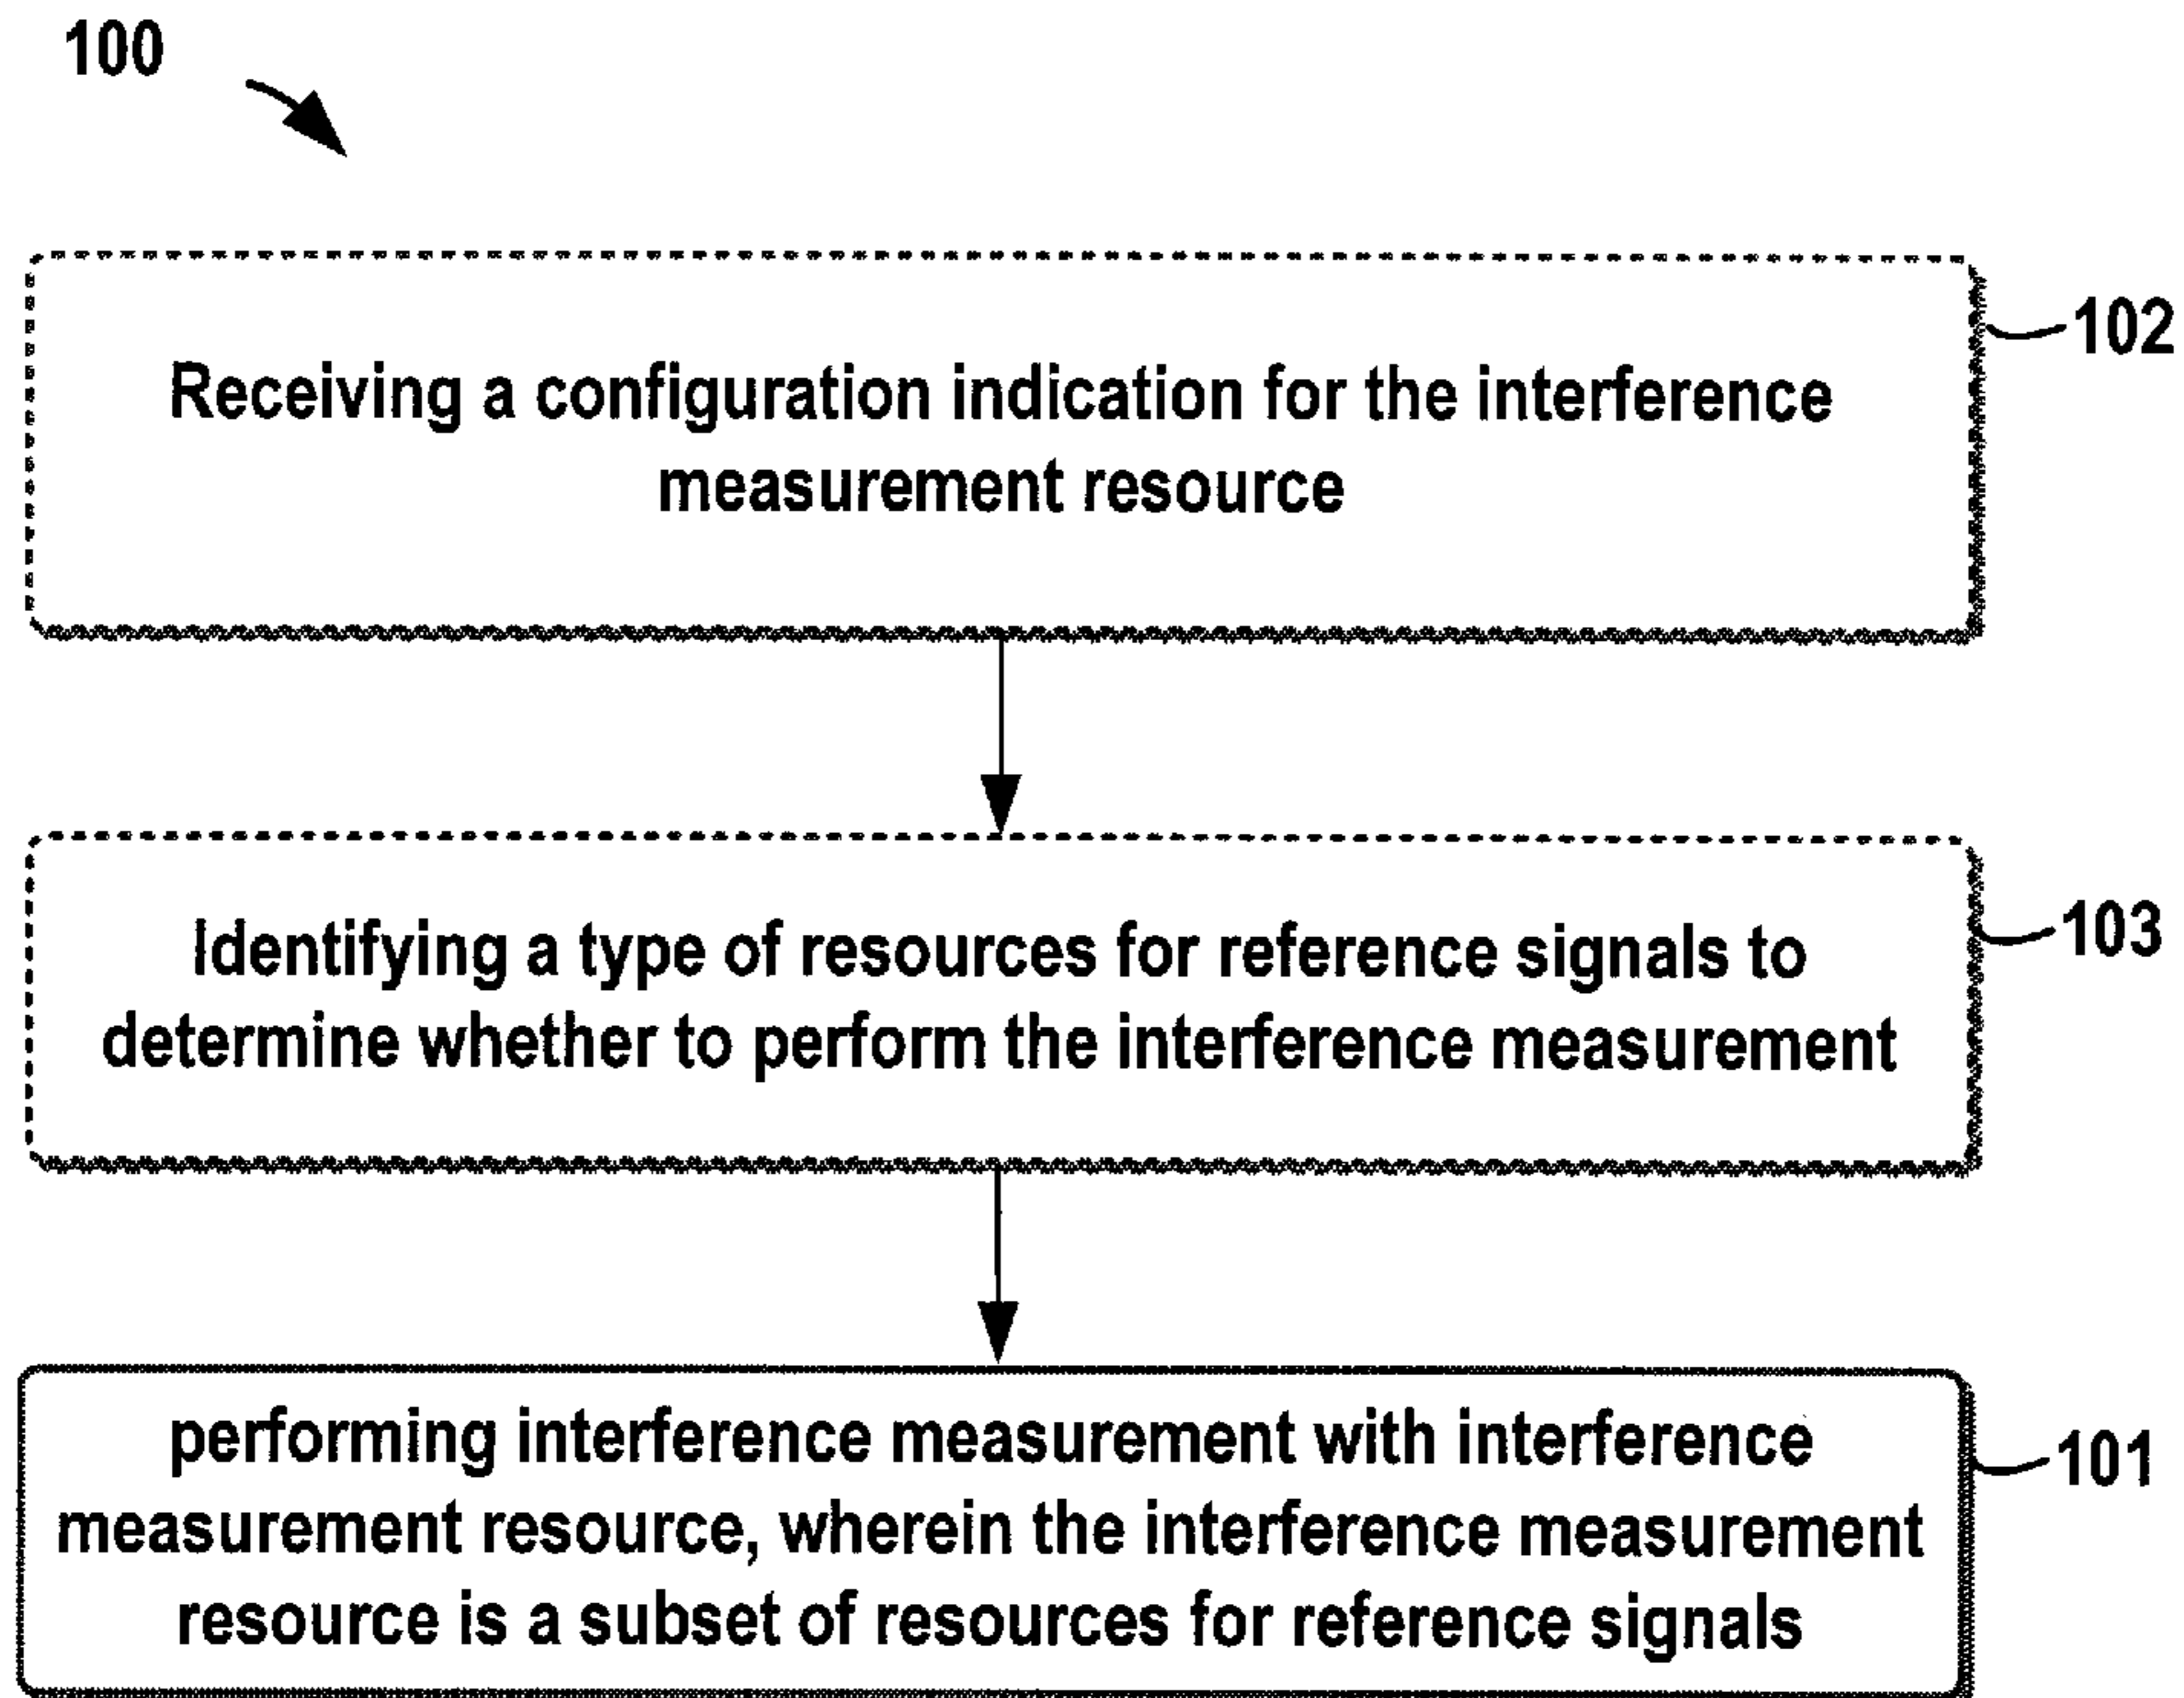 100
Receiving a configuration indication for the interference
measurement resource
102
Identifying a type of resources for reference signals to
determine whether to perform the interference measurement
103
performing interference measurement with interference
measurement resource, wherein the interference measurement
resource is a subset of resources for reference signals
101